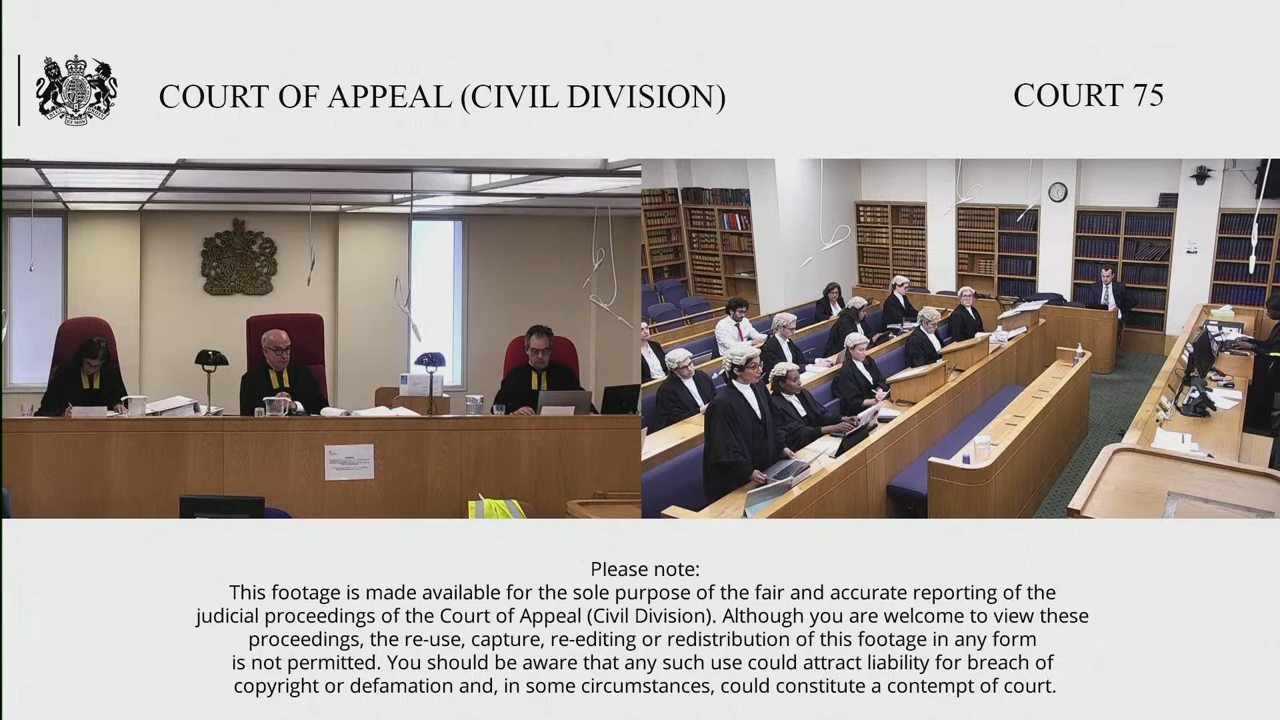 COURT OF APPEAL (CIVIL DIVISION)
COURT 75
Please note:
This footage is made available for the sole purpose of the fair and accurate reporting of the
judicial proceedings of the Court of Appeal (Civil Division). Although you are welcome to view these
proceedings, the re-use, capture, re-editing or redistribution of this footage in any form
is not permitted. You should be aware that any such use could attract liability for breach of
copyright or defamation and, in some circumstances, could constitute a contempt of court.